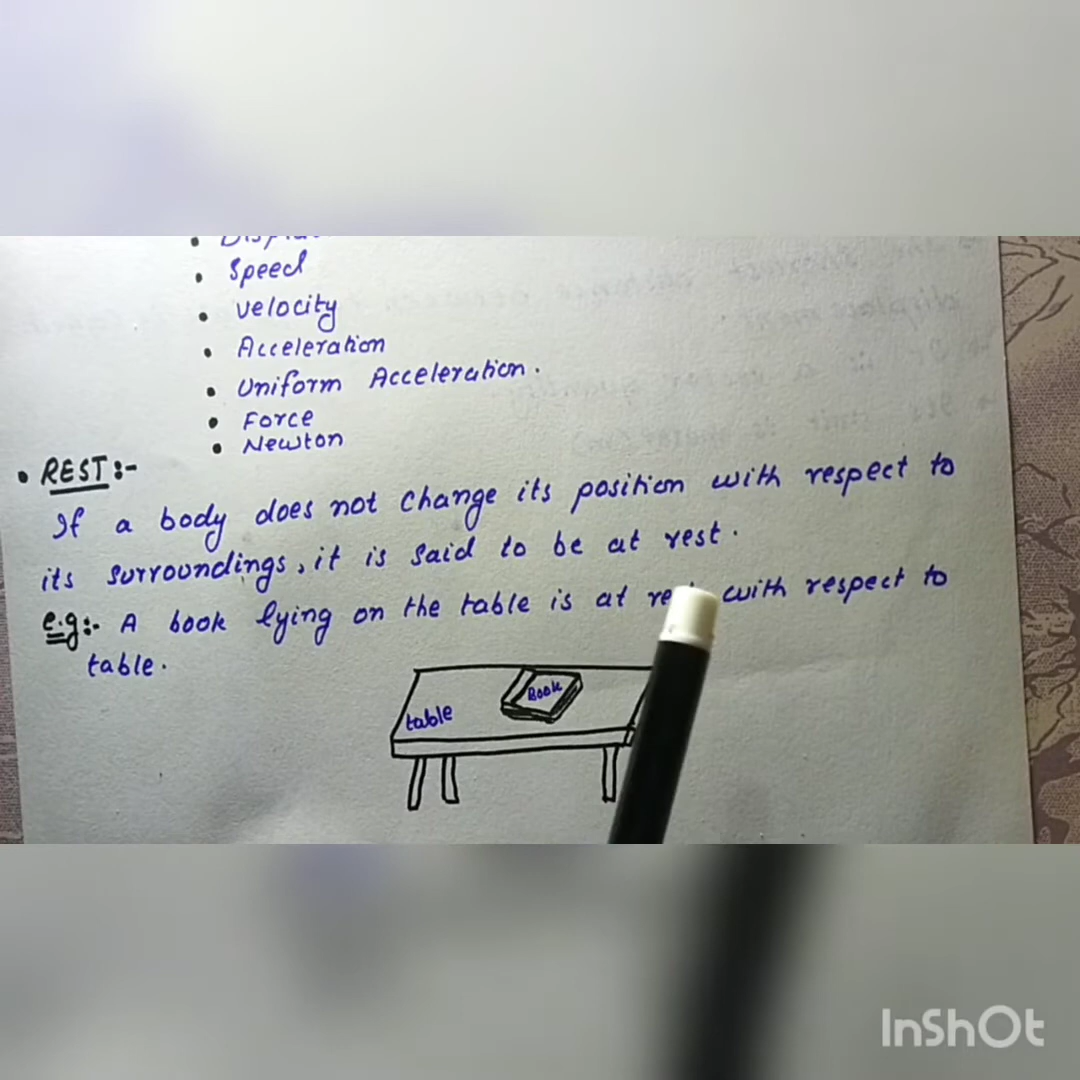 • Speed
• velocity
• Acceleration
• Uniform Acceleration.
• Force
• Newton
• REST:-
If a body does not change its position with respect to
its surroundings, it is said to be at rest.
e.g:- A book lying on the table is at with respect to
table.
Book
table
InShOt